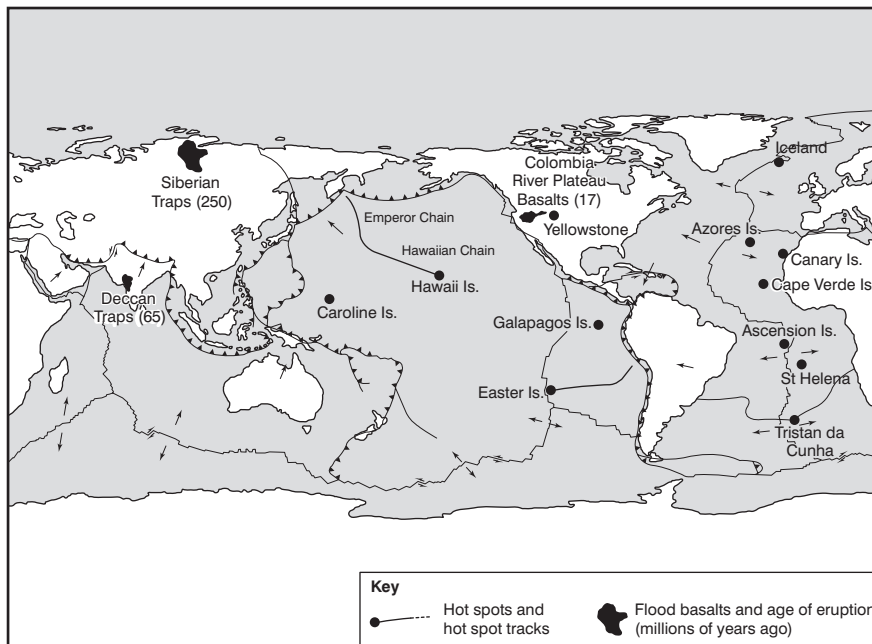 Siberian
Traps (250)
Deccan
Traps (65)
Emperor Chain
Hawaiian Chain
Hawaii Is.
Caroline Is.
Colombia
River Plateau
Basalts (17)
Yellowstone
Iceland
Azores Is.
Canary Is.
Cape Verde Is
Galapagos Is.
Ascension Is.
St Helena
Easter Is.
Tristan da
Cunha
Key
Hot spots and
hot spot tracks
Flood basalts and age of eruption
(millions of years ago)